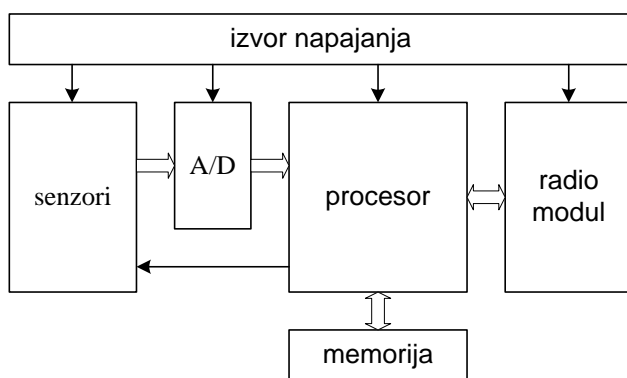 izvor napajanja
senzori
A/D
procesor
radio
modul
memorija